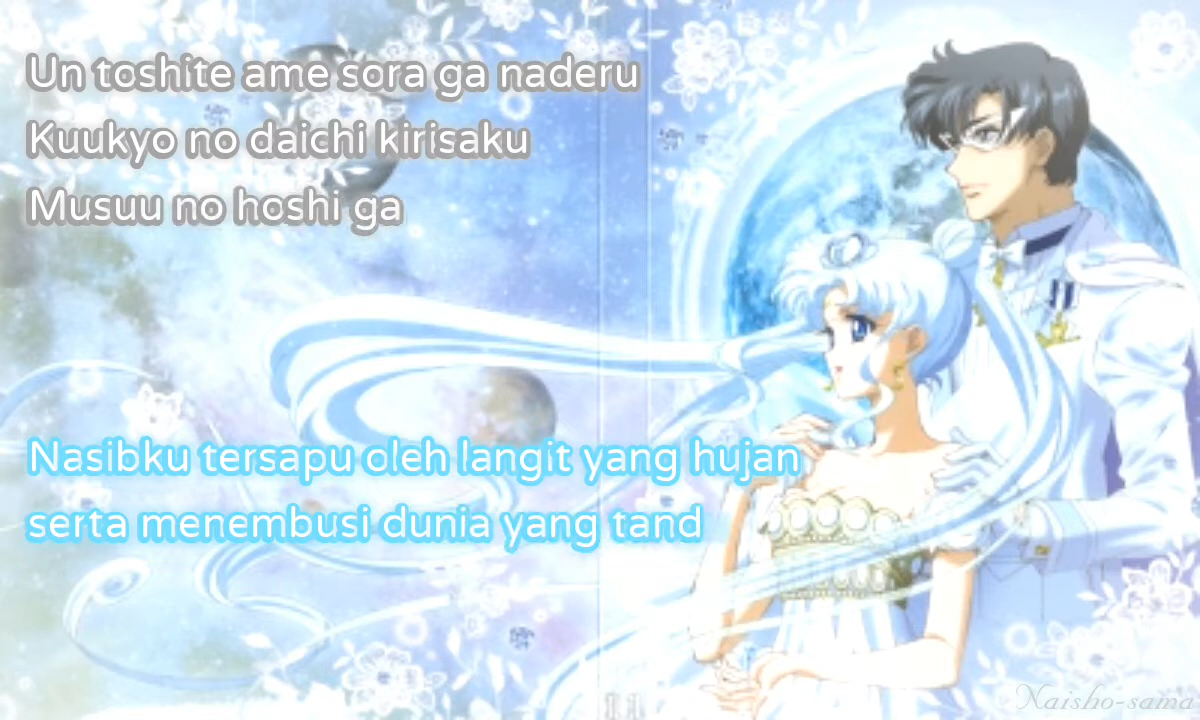 Un toshite ame sora ga naderu
Kuukyo no daichi kirisaku
Musuu no hoshi ga
Nasibku tersapu oleh langit yang hujan
serta menembusi dunia yang tand
Naisho-sama